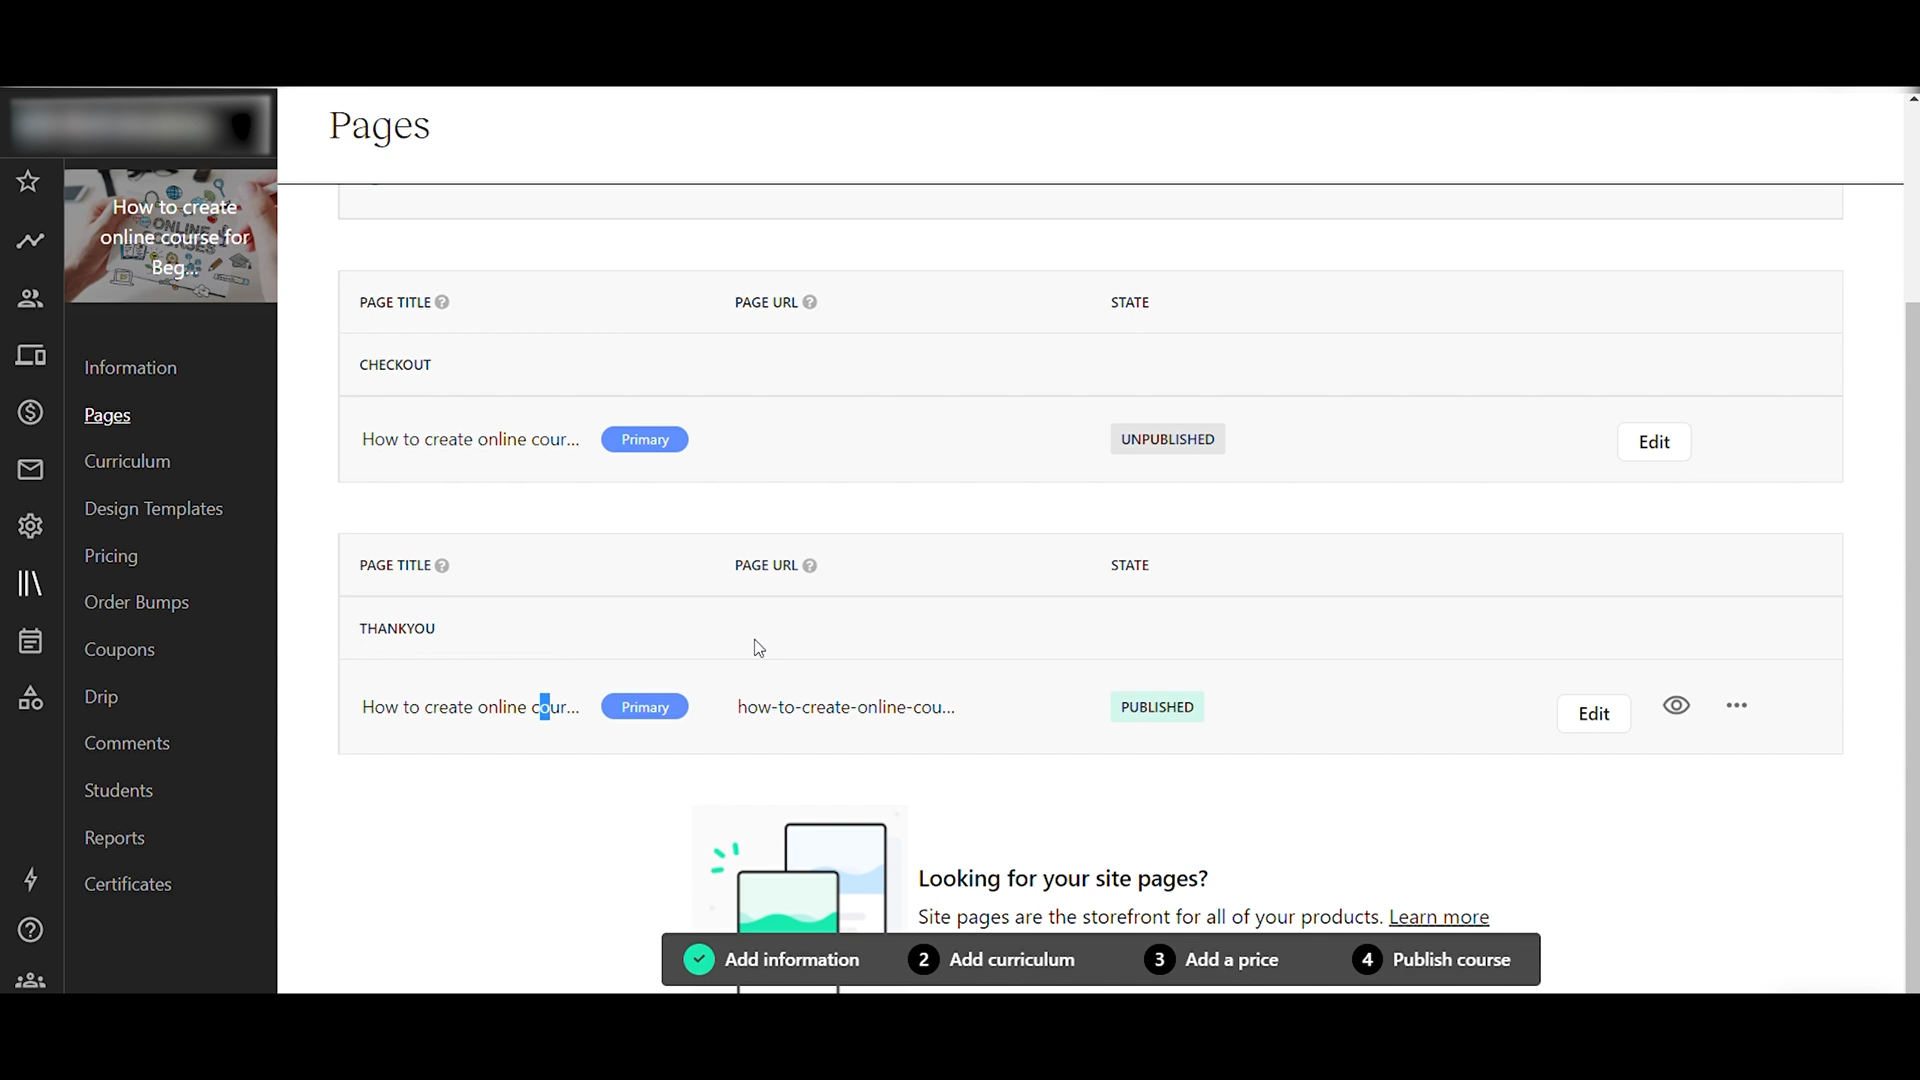 Pages
How to create
online course for
Beg...
Information
Pages
Curriculum
Design Templates
Pricing
Order Bumps
Coupons
Drip
Comments
Students
Reports
Certificates
PAGE TITLE PAGE URL STATE
CHECKOUT
How to create online cour... Primary UNPUBLISHED Edit
PAGE TITLE PAGE URL STATE
THANKYOU
How to create online cour... Primary how-to-create-online-cou... PUBLISHED Edit
Looking for your site pages?
Site pages are the storefront for all of your products. Learn more
Add information 2 Add curriculum 3 Add a price 4 Publish course